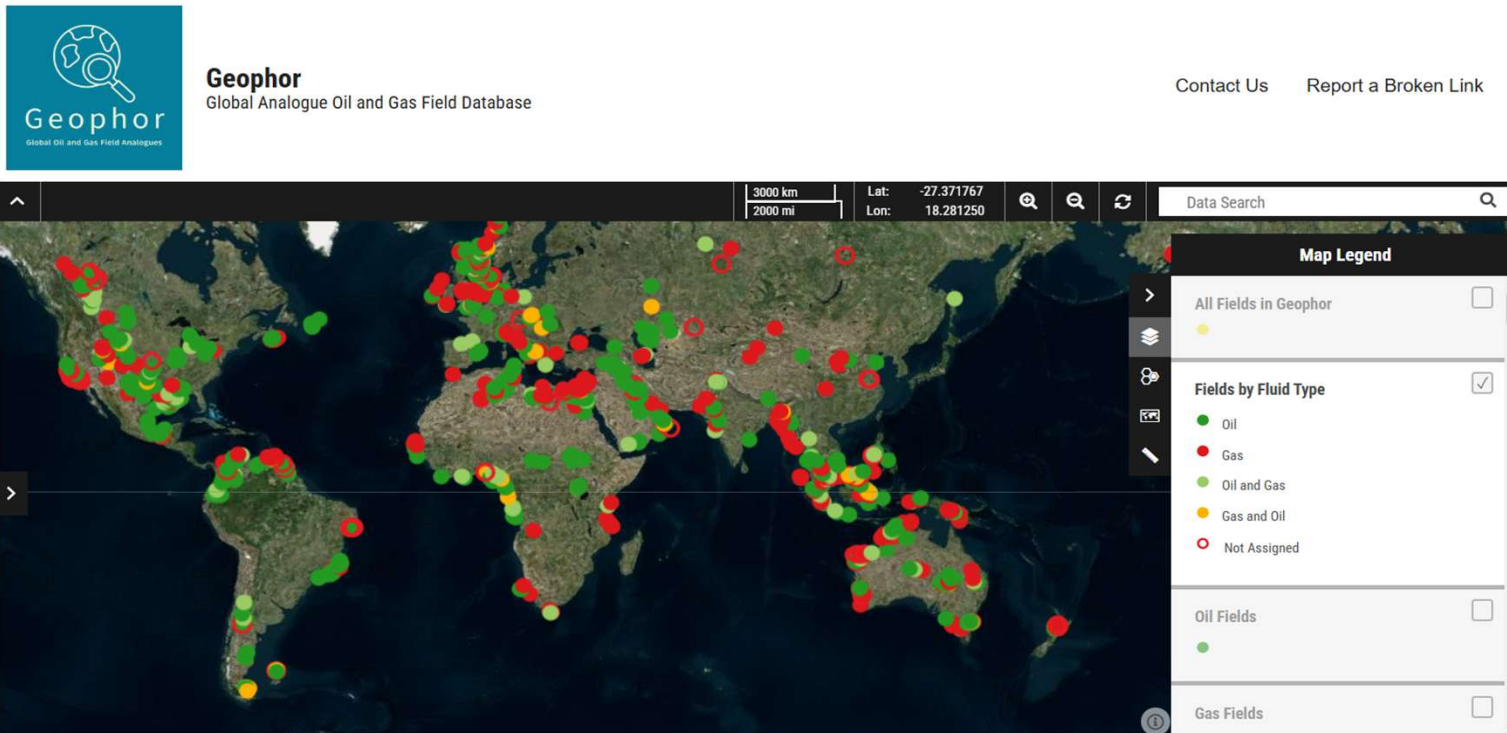 Geophor
Global Oil and Gas Field Analogues
Geophor
Global Analogue Oil and Gas Field Database
Contact Us
Report a Broken Link
3000 km
2000 mi
Lat: -27.371767
Lon: 18.281250
Data Search
Map Legend
All Fields in Geophor
Fields by Fluid Type
Oil
Gas
Oil and Gas
Gas and Oil
Not Assigned
Oil Fields
Gas Fields